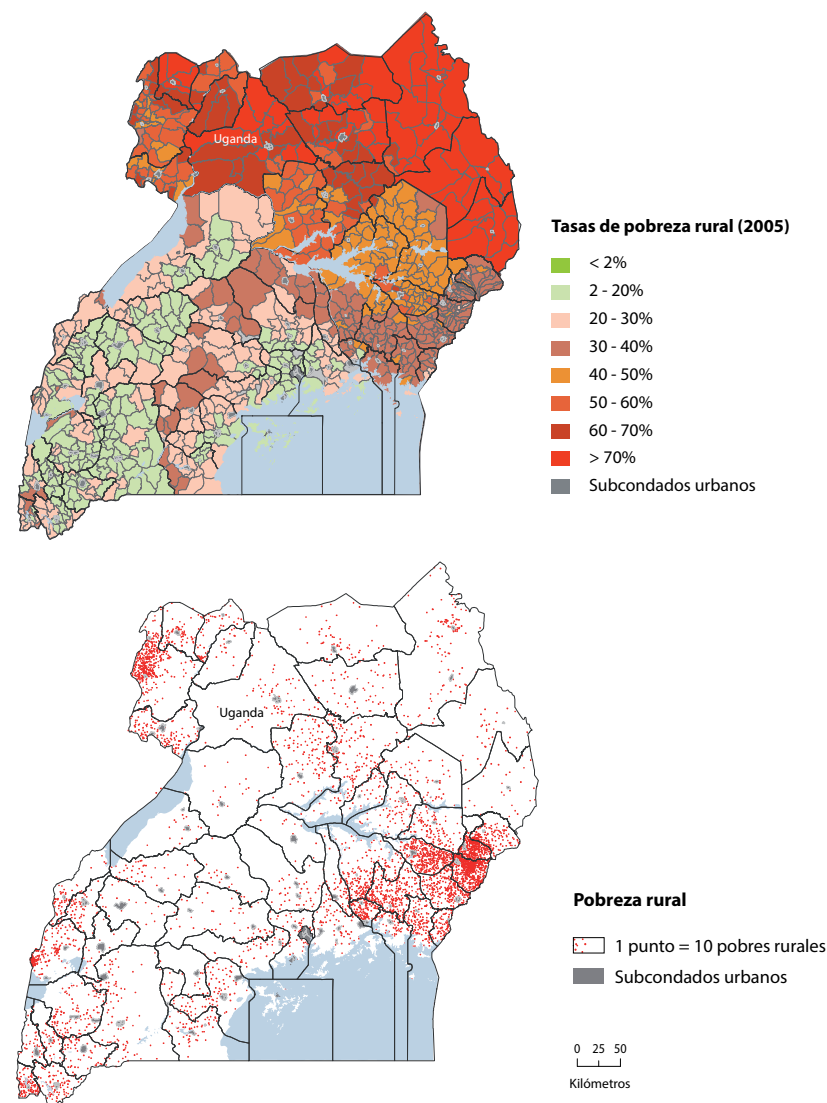 Uganda
Tasas de pobreza rural (2005)
< 2%
2 - 20%
20 - 30%
30 - 40%
40 - 50%
50 - 60%
60 - 70%
> 70%
Subcondados urbanos
Uganda
Pobreza rural
1 punto = 10 pobres rurales
Subcondados urbanos
0 25 50
Kilómetros